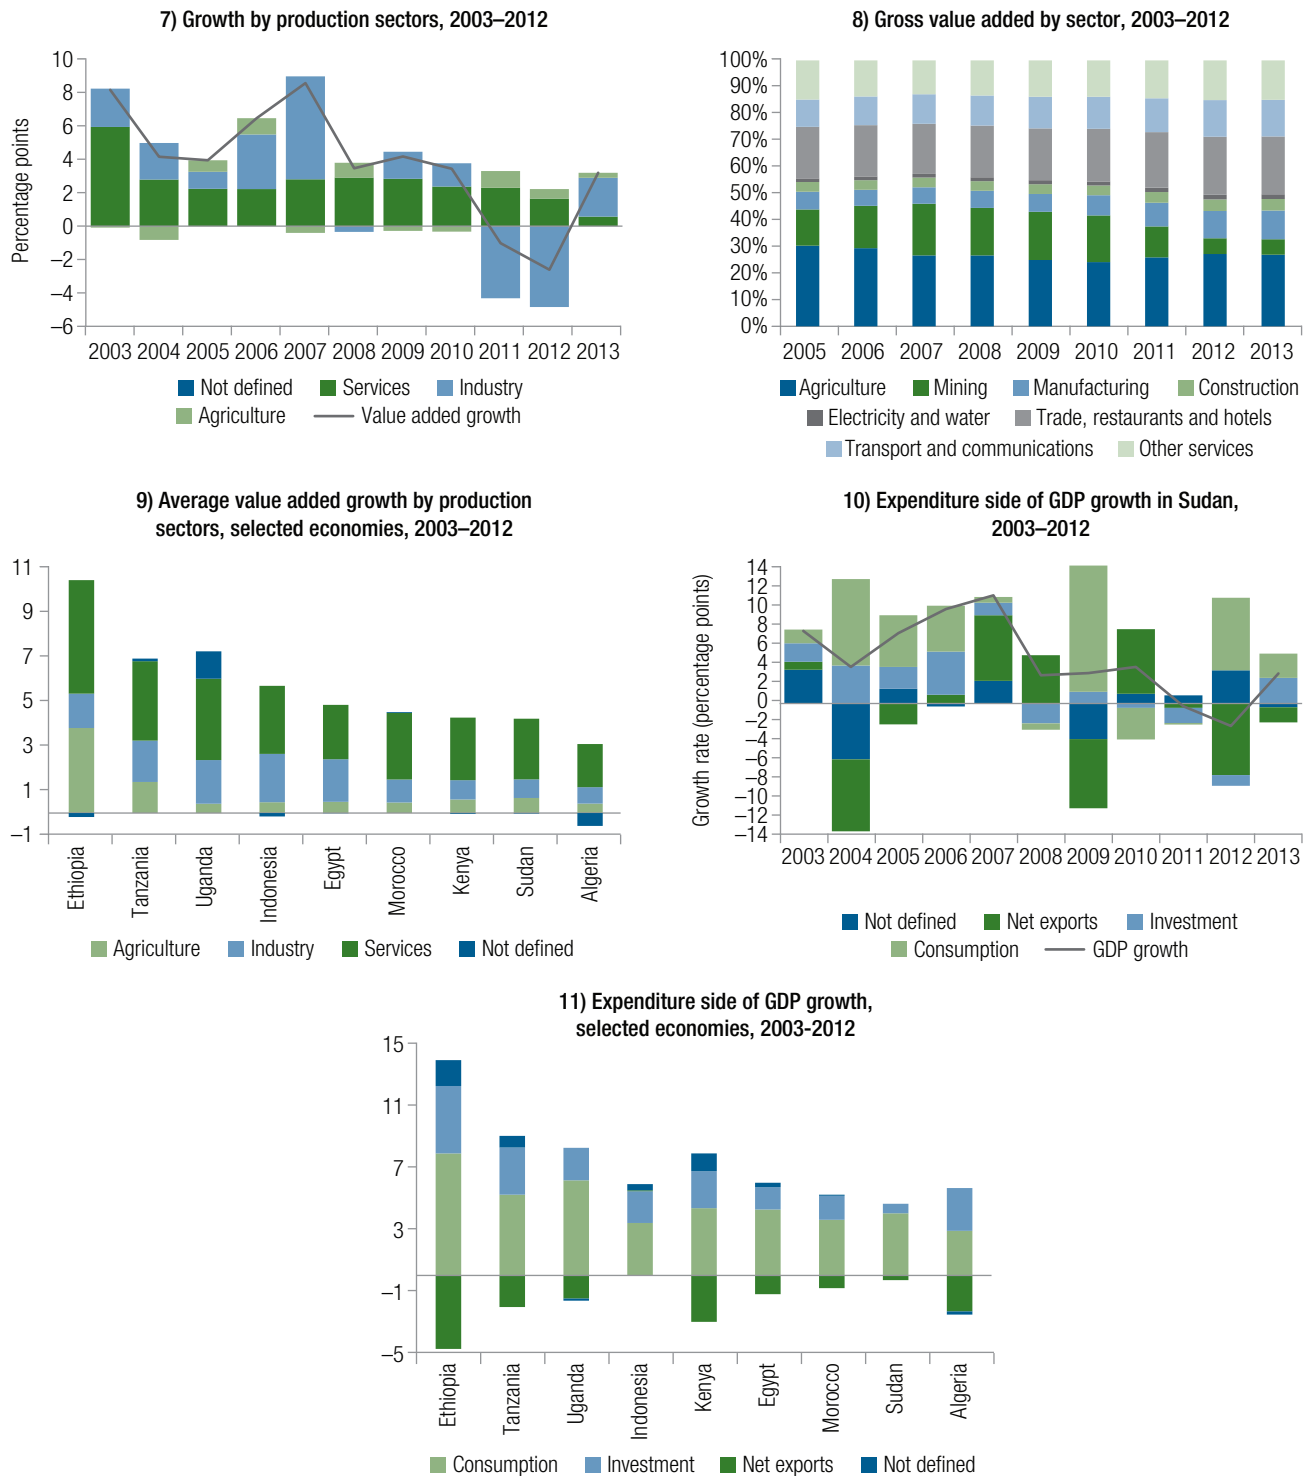 7) Growth by production sectors, 2003–2012
Percentage points
10
8
6
4
2
0
–2
–4
–6
2003 2004 2005 2006 2007 2008 2009 2010 2011 2012 2013
Not defined Services Industry
Agriculture Value added growth
8) Gross value added by sector, 2003–2012
100%
90%
80%
70%
60%
50%
40%
30%
20%
10%
0%
2005 2006 2007 2008 2009 2010 2011 2012 2013
Agriculture Mining Manufacturing Construction
Electricity and water Trade, restaurants and hotels
Transport and communications Other services
9) Average value added growth by production
sectors, selected economies, 2003–2012
11
9
7
5
3
1
–1
Ethiopia Tanzania Uganda Indonesia Egypt Morocco Kenya Sudan Algeria
Agriculture Industry Services Not defined
10) Expenditure side of GDP growth in Sudan,
2003–2012
Growth rate (percentage points)
14
12
10
8
6
4
2
0
–2
–4
–6
–8
–10
–12
–14
2003 2004 2005 2006 2007 2008 2009 2010 2011 2012 2013
Not defined Net exports Investment
Consumption GDP growth
11) Expenditure side of GDP growth,
selected economies, 2003-2012
15
11
7
3
–1
–5
Ethiopia Tanzania Uganda Indonesia Kenya Egypt Morocco Sudan Algeria
Consumption Investment Net exports Not defined